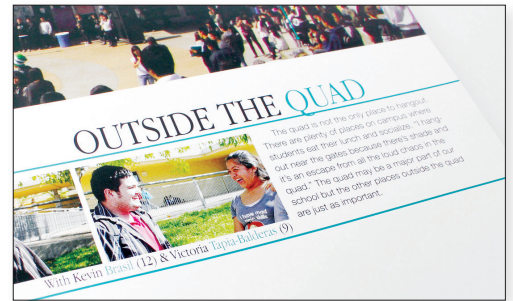 OUTSIDE THE QUAD
The quad is not the only place to hangout.
There are plenty of places on campus where
students eat their lunch and socialize. "I hang-
out near the gates because there's shade and
it's an escape from all the loud chaos in the
quad." The quad may be a major part of our
school but the other places outside the quad
are just as important.
With Kevin Brasil (12) & Victoria Tapia-Balderas (9)